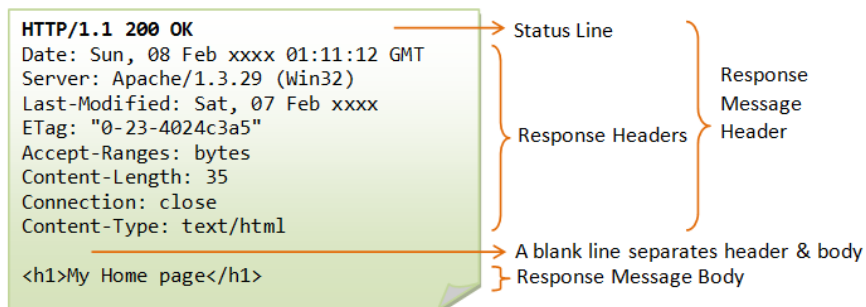 HTTP/1.1 200 OK
Date: Sun, 08 Feb xxxx 01:11:12 GMT
Server: Apache/1.3.29 (Win32)
Last-Modified: Sat, 07 Feb xxxx
ETag: "0-23-4024c3a5"
Accept-Ranges: bytes
Content-Length: 35
Connection: close
Content-Type: text/html
<h1>My Home page</h1>
Status Line
Response Headers
Response
Message
Header
A blank line separates header & body
Response Message Body